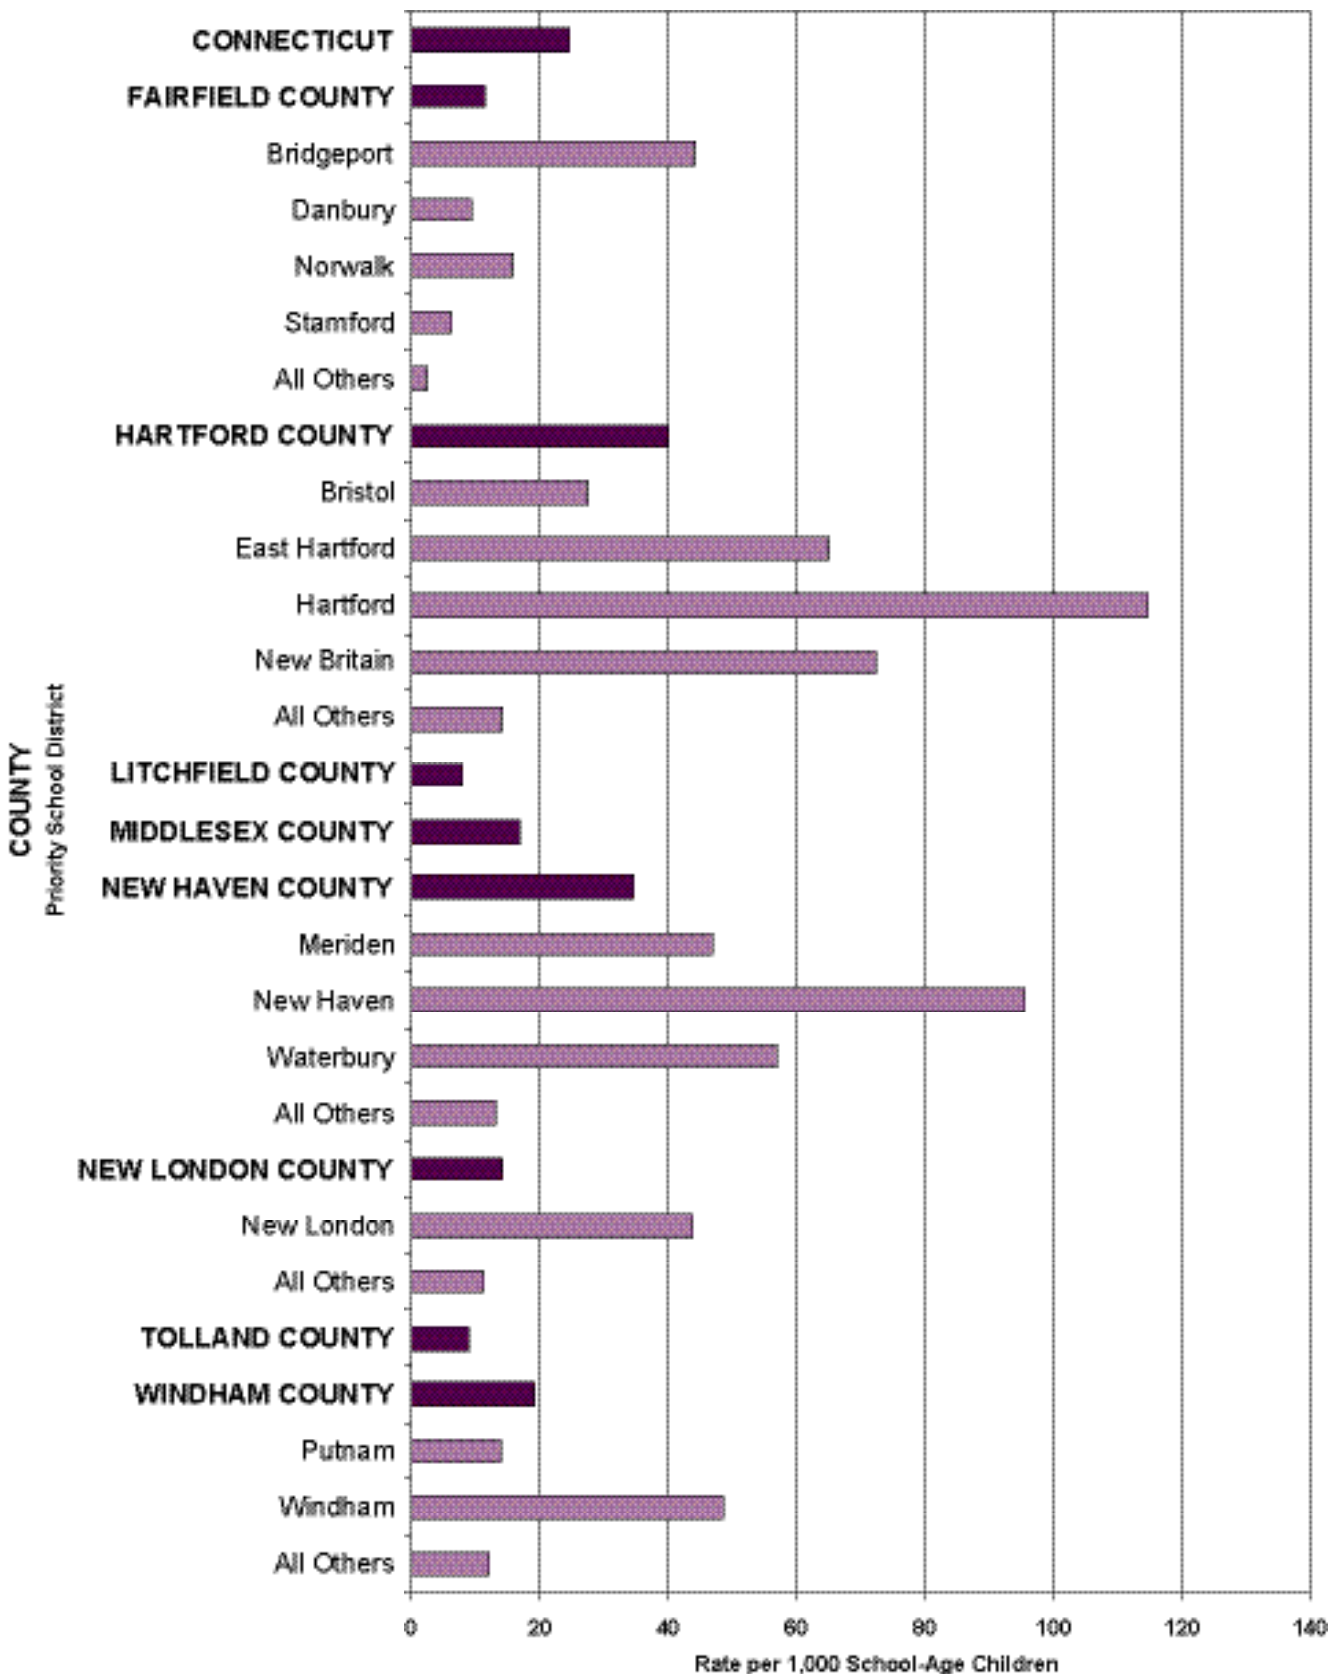 CONNECTICUT
FAIRFIELD COUNTY
Bridgeport
Danbury
Norwalk
Stamford
All Others
HARTFORD COUNTY
Bristol
East Hartford
Hartford
New Britain
All Others
LITCHFIELD COUNTY
MIDDLESEX COUNTY
NEW HAVEN COUNTY
Meriden
New Haven
Waterbury
All Others
NEW LONDON COUNTY
New London
All Others
TOLLAND COUNTY
WINDHAM COUNTY
Putnam
Windham
All Others
COUNTY
Priority School District
0 20 40 60 80 100 120 140
Rate per 1,000 School-Age Children